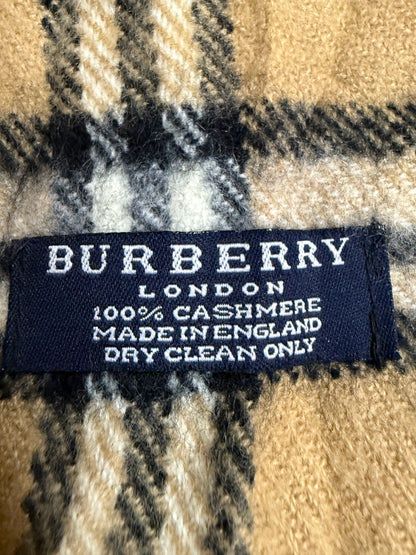 BURBERRY
LONDON
100% CASHMERE
MADE IN ENGLAND
DRY CLEAN ONLY